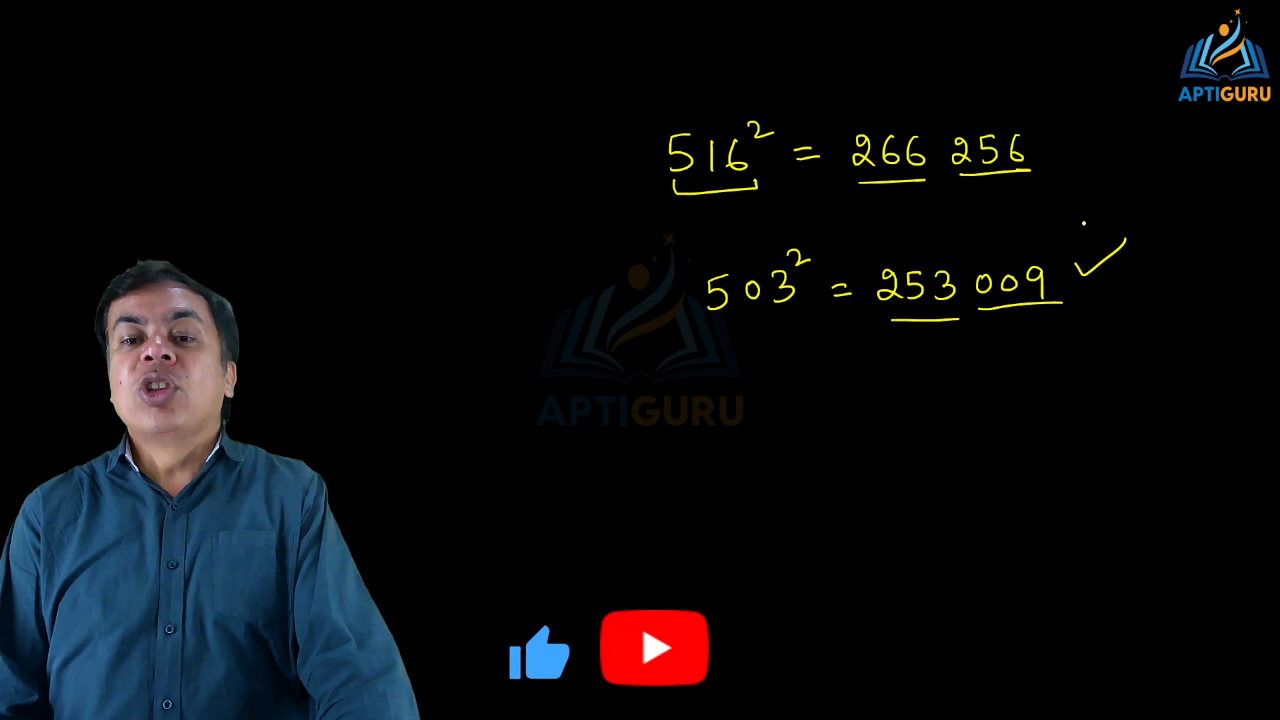 APTIGURU
516² = 266 256
503² = 253 009
APTIGURU